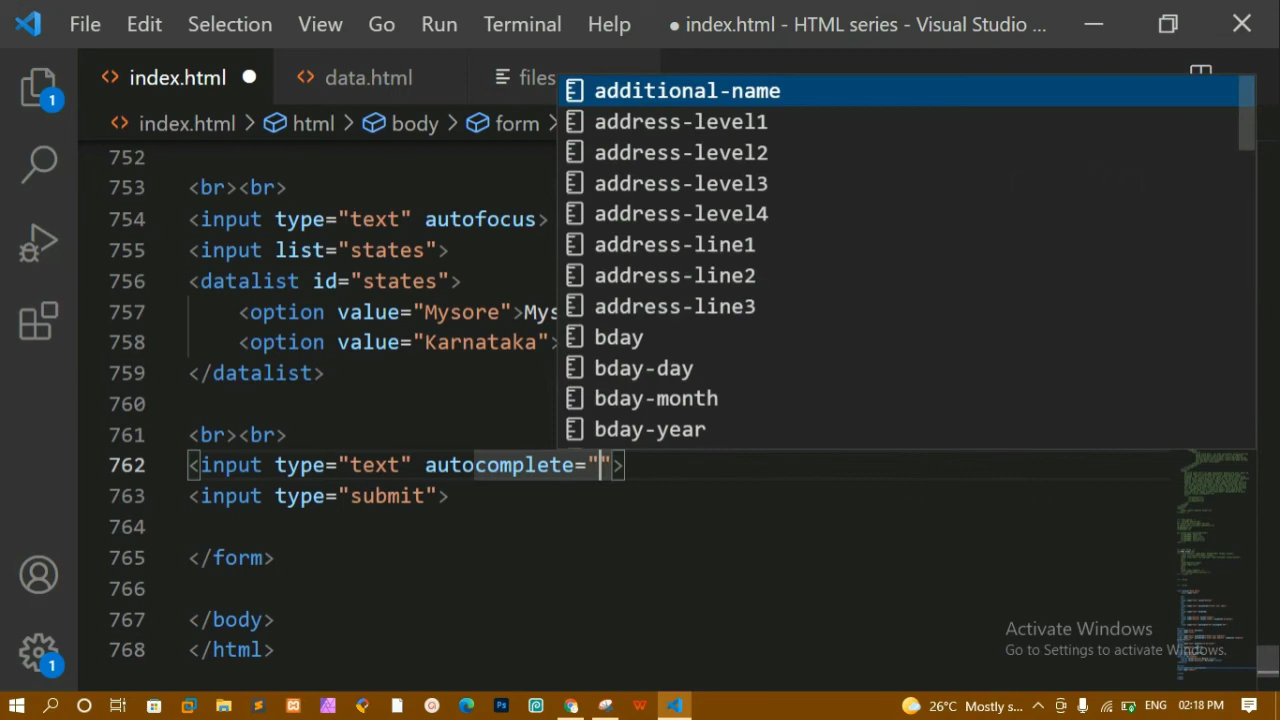 File Edit Selection View Go Run Terminal Help ● index.html - HTML series - Visual Studio ...
index.html data.html files
index.html > html > body > form >
1
1
752
753 <br><br>
754 <input type="text" autofocus>
755 <input list="states">
756 <datalist id="states">
757 <option value="Mysore">Mys
758 <option value="Karnataka">
759 </datalist>
760
761 <br><br>
762 <input type="text" autocomplete="">
763 <input type="submit">
764
765 </form>
766
767 </body>
768 </html>
additional-name
address-level1
address-level2
address-level3
address-level4
address-line1
address-line2
address-line3
bday
bday-day
bday-month
bday-year
Activate Windows
Go to Settings to activate Windows.
26°C Mostly s... ENG 02:18 PM